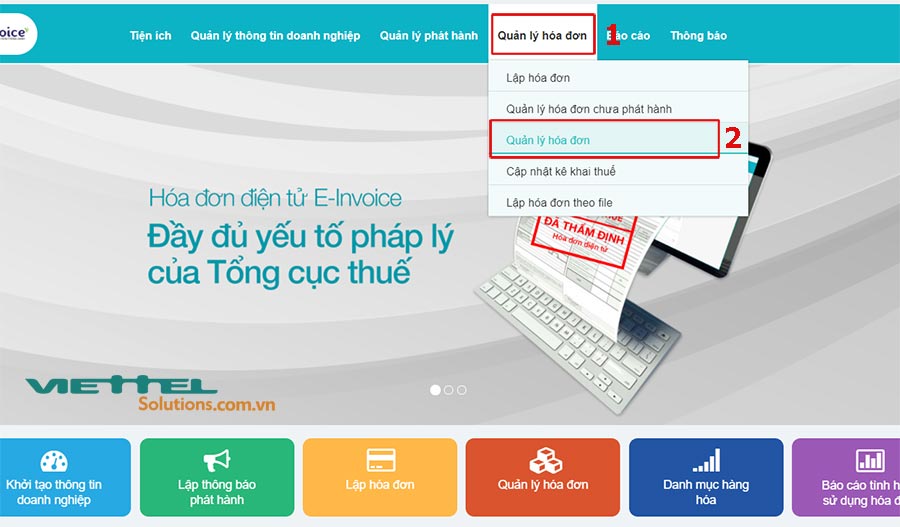 oice
Tiện ích Quản lý thông tin doanh nghiệp Quản lý phát hành Quản lý hóa đơn 1 Báo cáo Thông báo
Lập hóa đơn
Quản lý hóa đơn chưa phát hành
Quản lý hóa đơn 2
Cập nhật kê khai thuế
Lập hóa đơn theo file
Hóa đơn điện tử E-Invoice
Đầy đủ yếu tố pháp lý
của Tổng cục thuế
ĐÃ THẨM ĐỊNH
Hóa đơn điện tử
VIETTEL
Solutions.com.vn
Khởi tạo thông tin
doanh nghiệp
Lập thông báo
phát hành
Lập hóa đơn
Quản lý hóa đơn
Danh mục hàng
hóa
Báo cáo tình h
sử dụng hóa đ